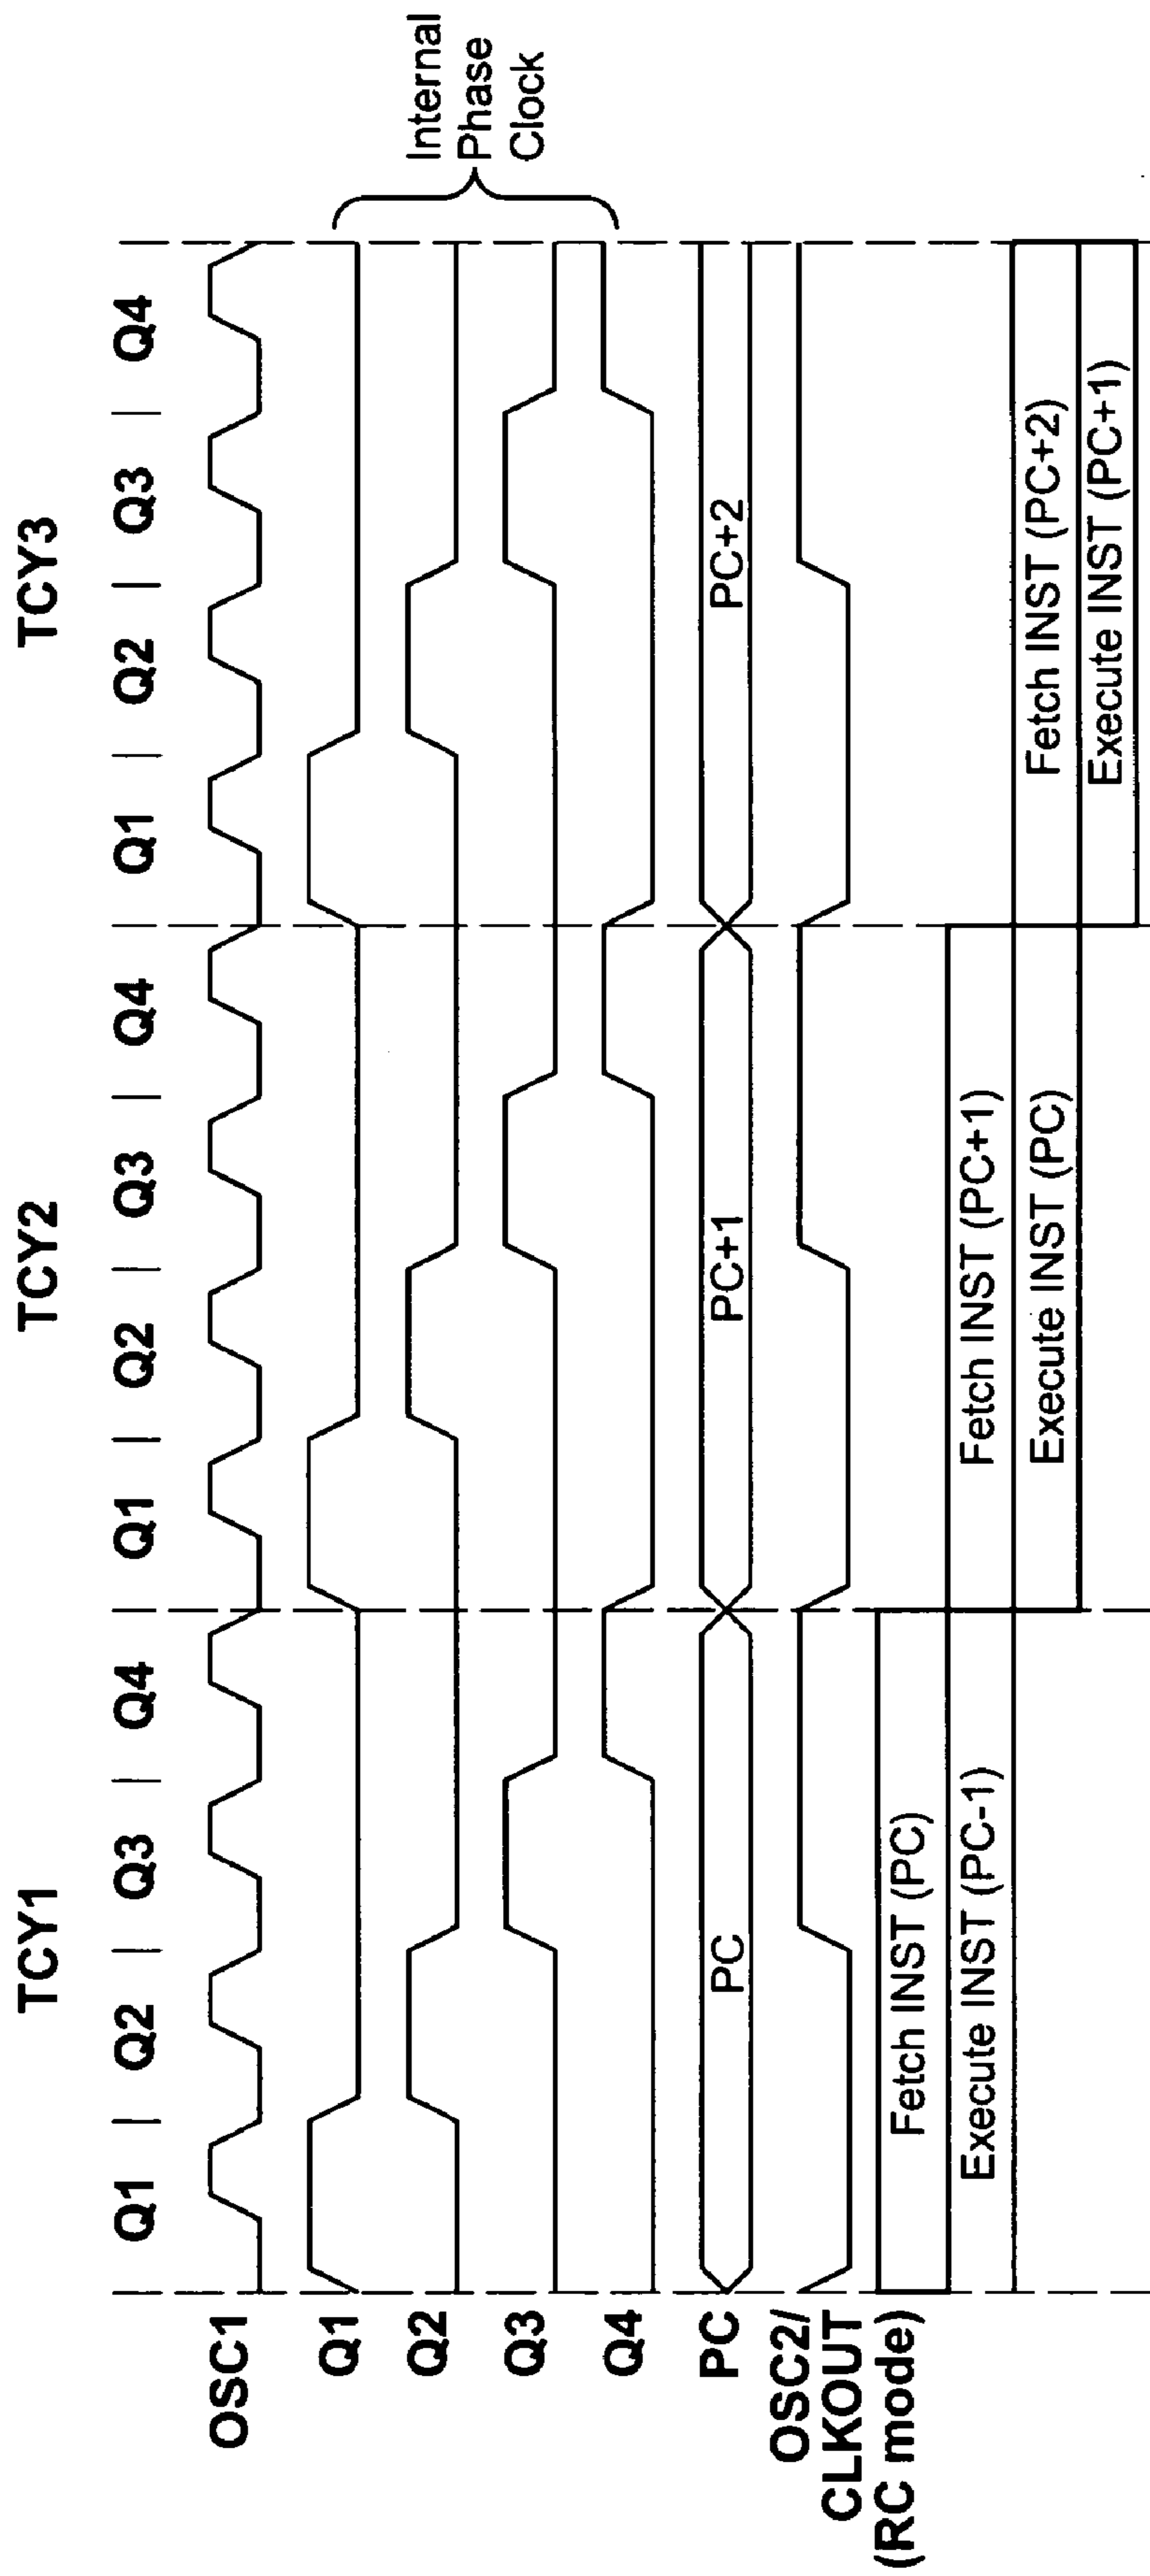 TCY1 TCY2 TCY3
Q1 Q2 Q3 Q4 Q1 Q2 Q3 Q4 Q1 Q2 Q3 Q4
OSC1
Q1
Q2
Q3
Q4
Internal
Phase
Clock
PC PC PC+1 PC+2
OSC2/
CLKOUT
(RC mode)
Fetch INST (PC)
Execute INST (PC-1) Fetch INST (PC+1)
Execute INST (PC) Fetch INST (PC+2)
Execute INST (PC+1)